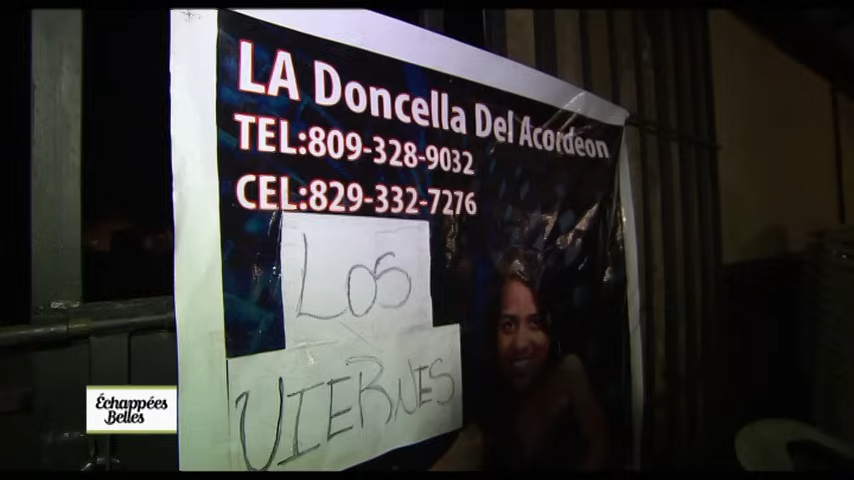 LA Doncella Del Acordeon
TEL:809-328-9032
CEL:829-332-7276
LOS
VIERNES
Échappées
Belles